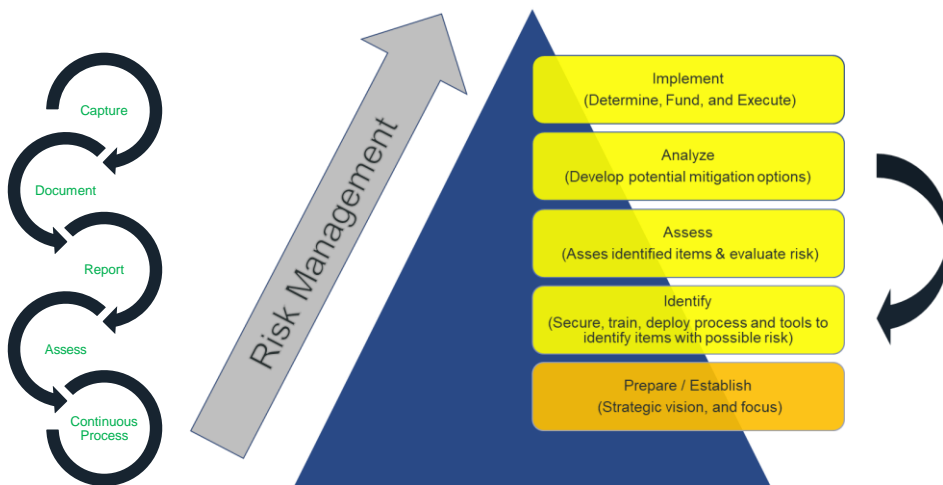 Capture
Document
Report
Assess
Continuous
Process
Risk Management
Implement
(Determine, Fund, and Execute)
Analyze
(Develop potential mitigation options)
Assess
(Asses identified items & evaluate risk)
Identify
(Secure, train, deploy process and tools to
identify items with possible risk)
Prepare / Establish
(Strategic vision, and focus)